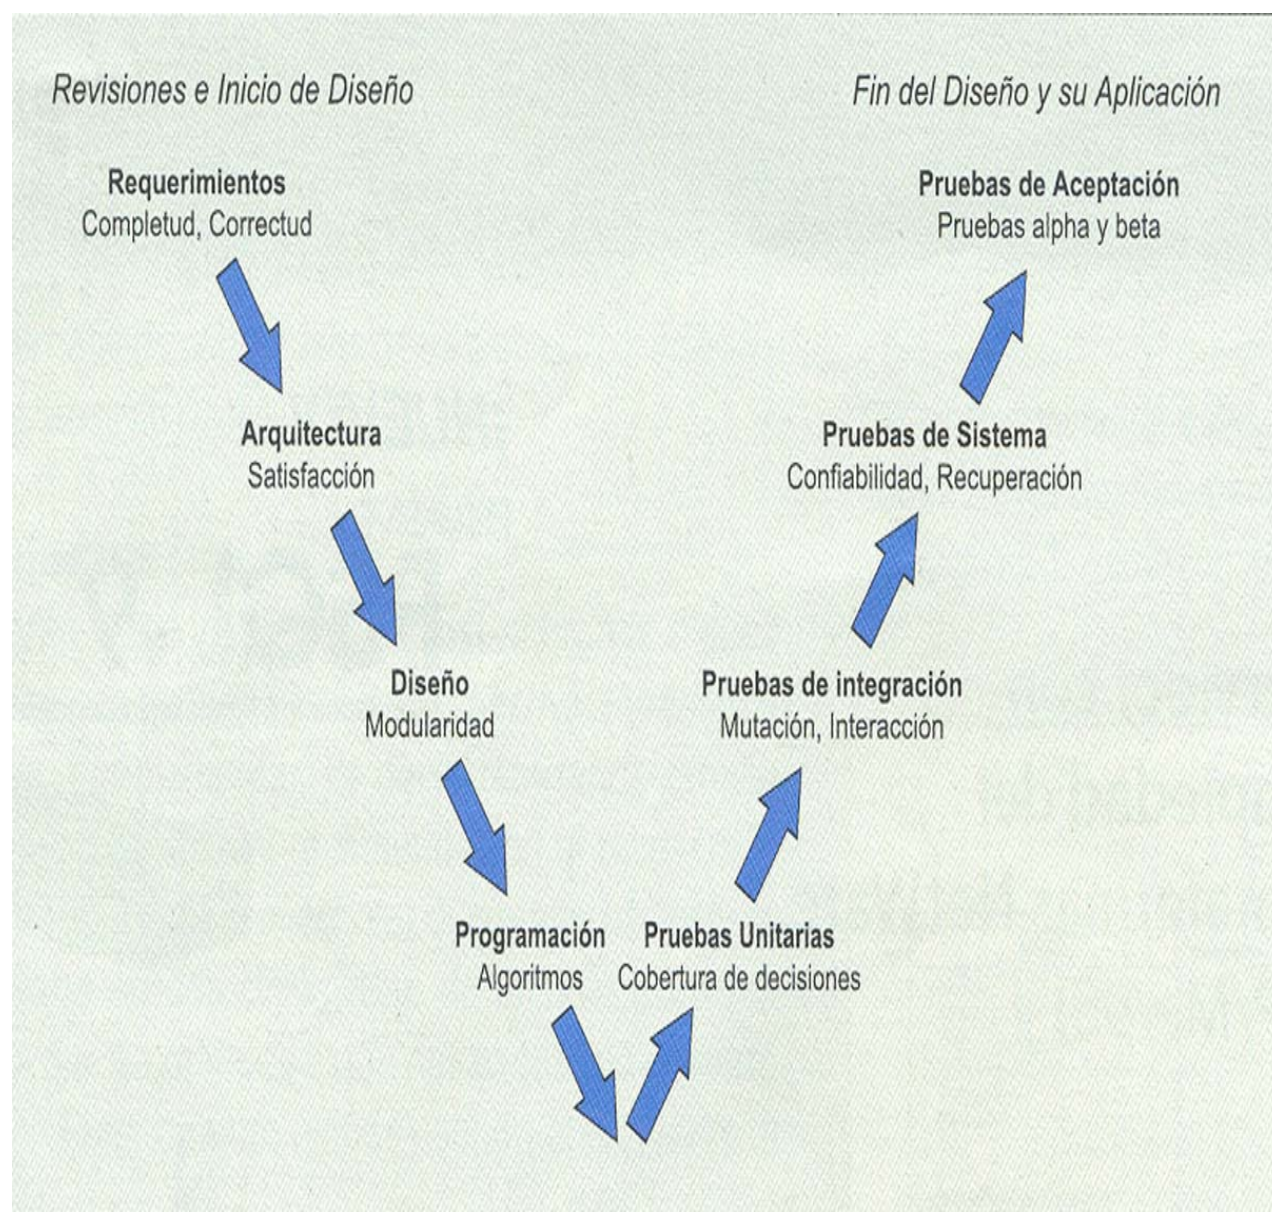 Revisiones e Inicio de Diseño
Fin del Diseño y su Aplicación
Requerimientos
Completud, Correctud
Pruebas de Aceptación
Pruebas alpha y beta
Arquitectura
Satisfacción
Pruebas de Sistema
Confiabilidad, Recuperación
Diseño
Modularidad
Pruebas de integración
Mutación, Interacción
Programación
Algoritmos
Pruebas Unitarias
Cobertura de decisiones